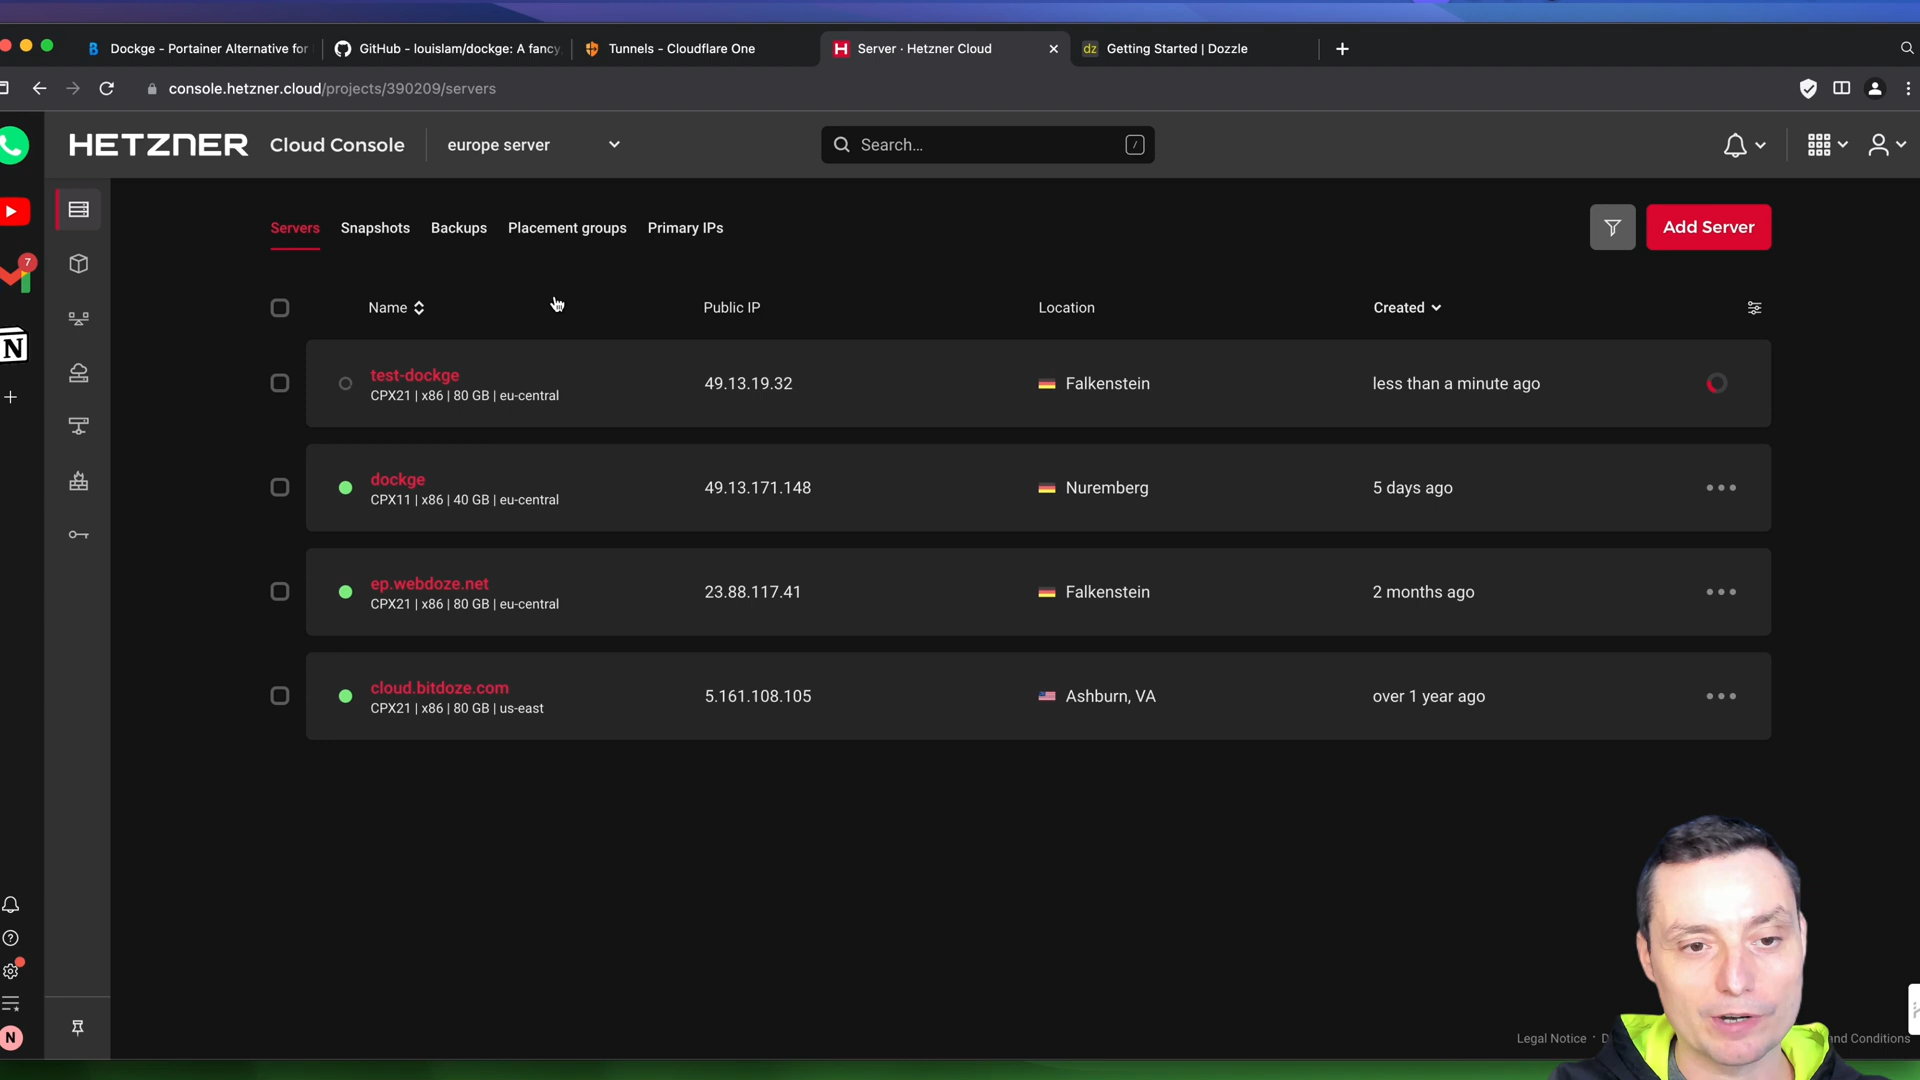 Dockge - Portainer Alternative for
GitHub - louislam/dockge: A fancy,
Tunnels - Cloudflare One
Server · Hetzner Cloud
dz Getting Started | Dozzle
console.hetzner.cloud/projects/390209/servers
HETZNER Cloud Console europe server Search... /
7
N
Servers Snapshots Backups Placement groups Primary IPs Add Server
Name Public IP Location Created
test-dockge 49.13.19.32 Falkenstein less than a minute ago
CPX21 | x86 | 80 GB | eu-central
dockge 49.13.171.148 Nuremberg 5 days ago
CPX11 | x86 | 40 GB | eu-central
ep.webdoze.net 23.88.117.41 Falkenstein 2 months ago
CPX21 | x86 | 80 GB | eu-central
cloud.bitdoze.com 5.161.108.105 Ashburn, VA over 1 year ago
CPX21 | x86 | 80 GB | us-east
N
Legal Notice · D nd Conditions